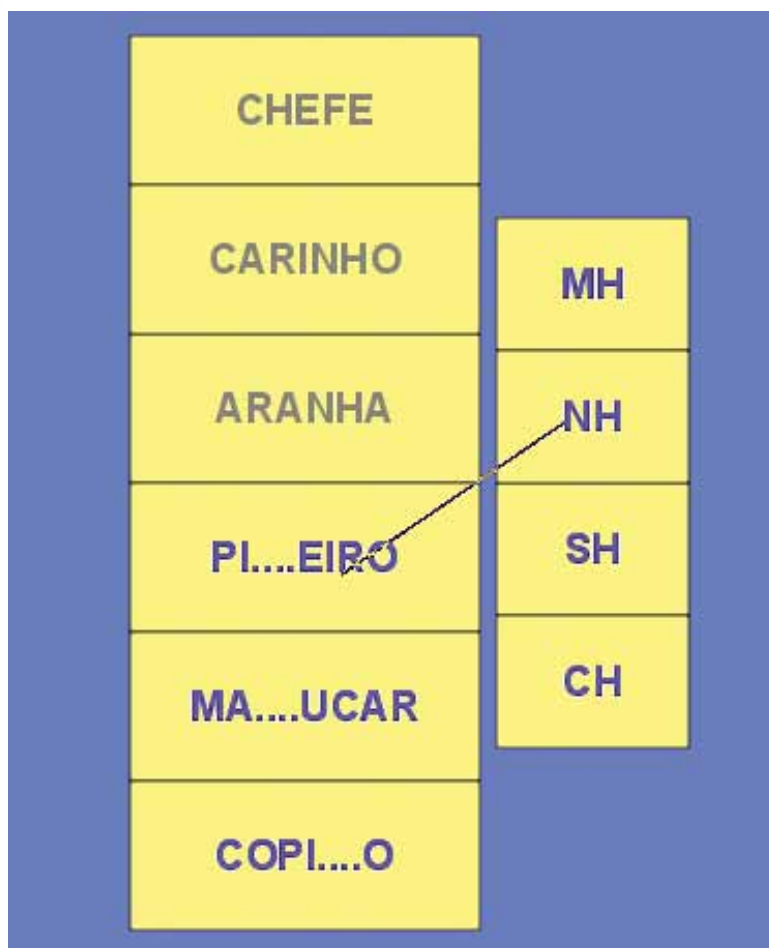 CHEFE
CARINHO
ARANHA
PI....EIRO
MA....UCAR
COPI....O
MH
NH
SH
CH